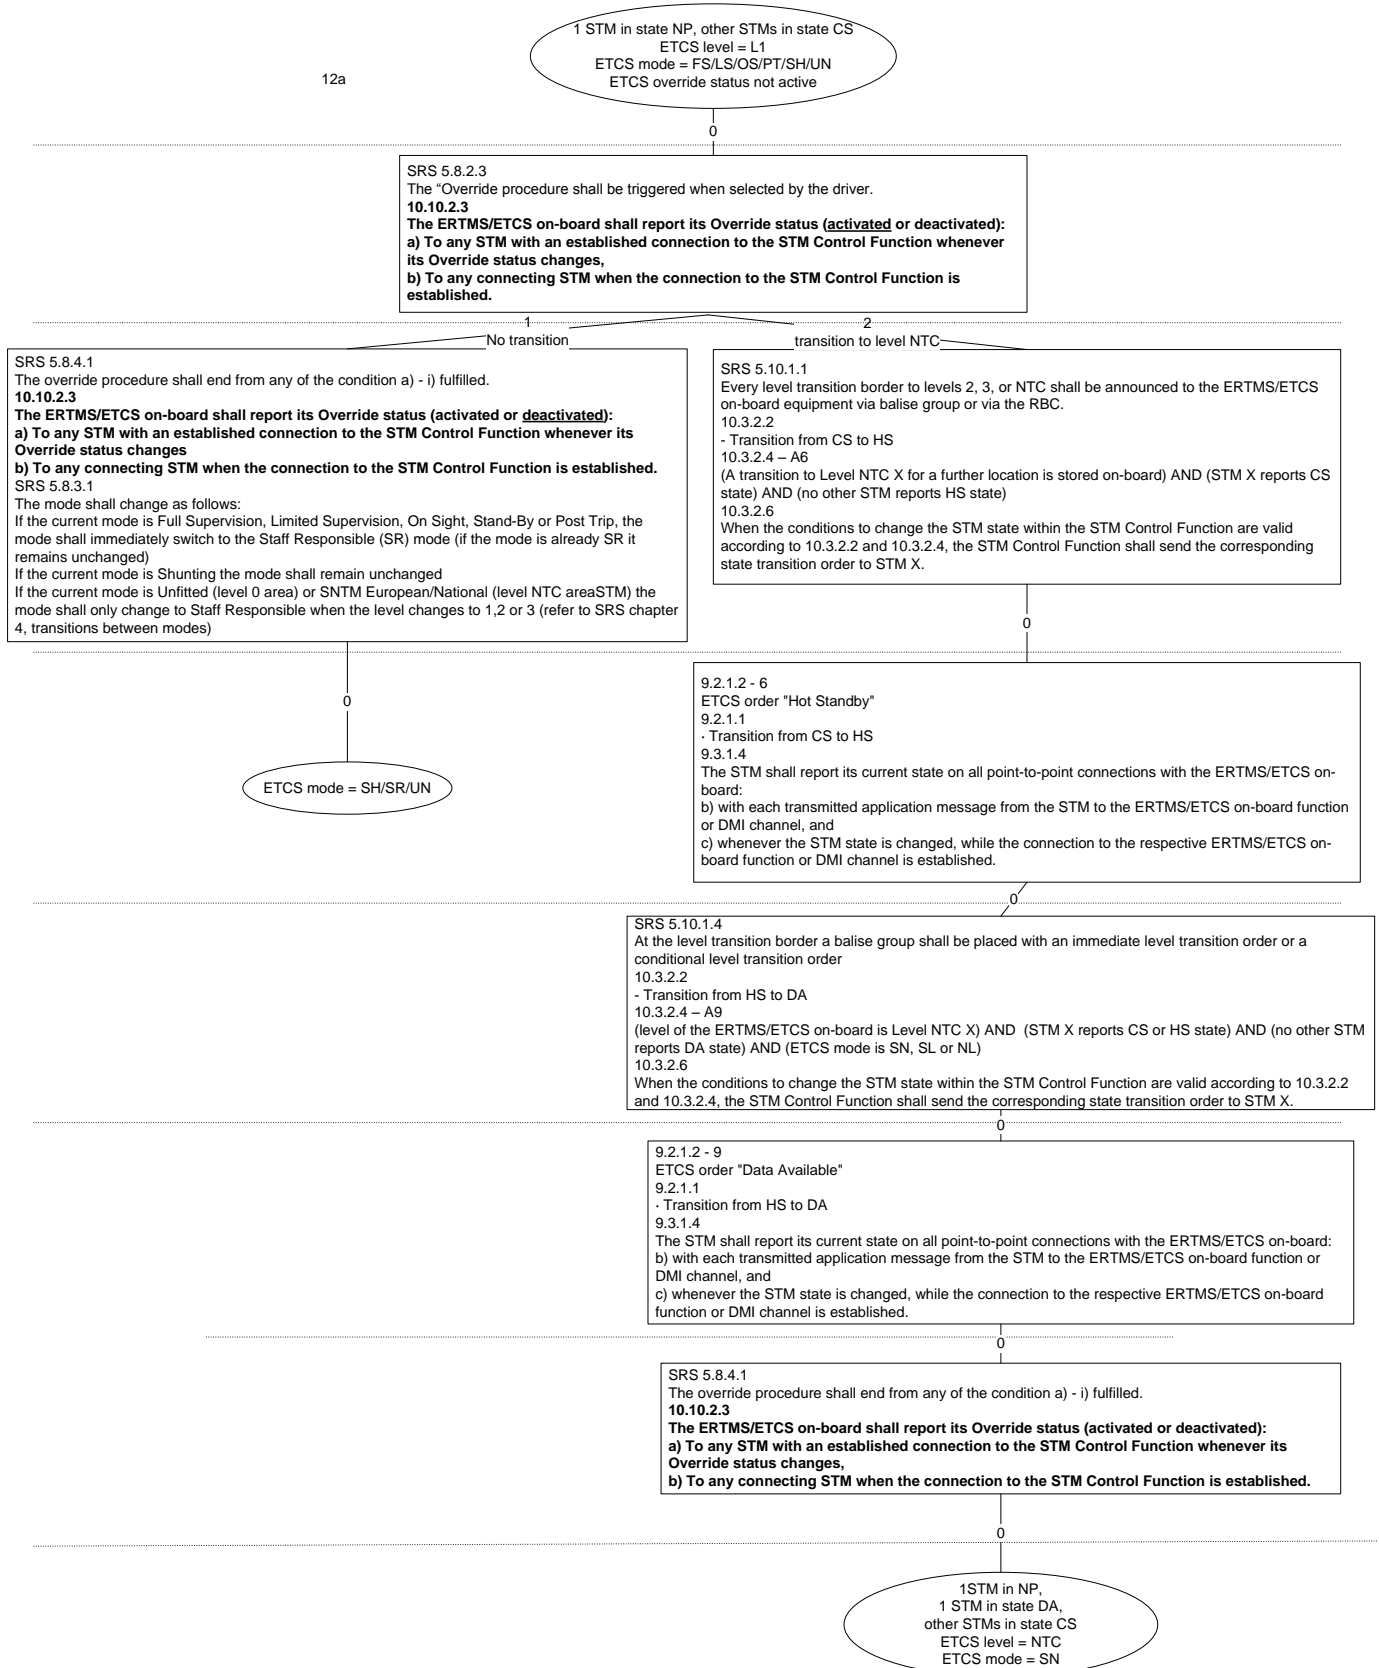 1 STM in state NP, other STMs in state CS
ETCS level = L1
ETCS mode = FS/LS/OS/PT/SH/UN
ETCS override status not active
12a
0
SRS 5.8.2.3
The “Override procedure shall be triggered when selected by the driver.
10.10.2.3
The ERTMS/ETCS on-board shall report its Override status (activated or deactivated):
a) To any STM with an established connection to the STM Control Function whenever
its Override status changes,
b) To any connecting STM when the connection to the STM Control Function is
established.
1
No transition
2
transition to level NTC
SRS 5.8.4.1
The override procedure shall end from any of the condition a) - i) fulfilled.
10.10.2.3
The ERTMS/ETCS on-board shall report its Override status (activated or deactivated):
a) To any STM with an established connection to the STM Control Function whenever its
Override status changes
b) To any connecting STM when the connection to the STM Control Function is established.
SRS 5.8.3.1
The mode shall change as follows:
If the current mode is Full Supervision, Limited Supervision, On Sight, Stand-By or Post Trip, the
mode shall immediately switch to the Staff Responsible (SR) mode (if the mode is already SR it
remains unchanged)
If the current mode is Shunting the mode shall remain unchanged
If the current mode is Unfitted (level 0 area) or SNTM European/National (level NTC areaSTM) the
mode shall only change to Staff Responsible when the level changes to 1,2 or 3 (refer to SRS chapter
4, transitions between modes)
0
ETCS mode = SH/SR/UN
SRS 5.10.1.1
Every level transition border to levels 2, 3, or NTC shall be announced to the ERTMS/ETCS
on-board equipment via balise group or via the RBC.
10.3.2.2
- Transition from CS to HS
10.3.2.4 – A6
(A transition to Level NTC X for a further location is stored on-board) AND (STM X reports CS
state) AND (no other STM reports HS state)
10.3.2.6
When the conditions to change the STM state within the STM Control Function are valid
according to 10.3.2.2 and 10.3.2.4, the STM Control Function shall send the corresponding
state transition order to STM X.
0
9.2.1.2 - 6
ETCS order "Hot Standby"
9.2.1.1
· Transition from CS to HS
9.3.1.4
The STM shall report its current state on all point-to-point connections with the ERTMS/ETCS on-
board:
b) with each transmitted application message from the STM to the ERTMS/ETCS on-board function
or DMI channel, and
c) whenever the STM state is changed, while the connection to the respective ERTMS/ETCS on-
board function or DMI channel is established.
0
SRS 5.10.1.4
At the level transition border a balise group shall be placed with an immediate level transition order or a
conditional level transition order
10.3.2.2
- Transition from HS to DA
10.3.2.4 – A9
(level of the ERTMS/ETCS on-board is Level NTC X) AND (STM X reports CS or HS state) AND (no other STM
reports DA state) AND (ETCS mode is SN, SL or NL)
10.3.2.6
When the conditions to change the STM state within the STM Control Function are valid according to 10.3.2.2
and 10.3.2.4, the STM Control Function shall send the corresponding state transition order to STM X.
0
9.2.1.2 - 9
ETCS order "Data Available"
9.2.1.1
· Transition from HS to DA
9.3.1.4
The STM shall report its current state on all point-to-point connections with the ERTMS/ETCS on-board:
b) with each transmitted application message from the STM to the ERTMS/ETCS on-board function or
DMI channel, and
c) whenever the STM state is changed, while the connection to the respective ERTMS/ETCS on-board
function or DMI channel is established.
0
SRS 5.8.4.1
The override procedure shall end from any of the condition a) - i) fulfilled.
10.10.2.3
The ERTMS/ETCS on-board shall report its Override status (activated or deactivated):
a) To any STM with an established connection to the STM Control Function whenever its
Override status changes,
b) To any connecting STM when the connection to the STM Control Function is established.
0
1STM in NP,
1 STM in state DA,
other STMs in state CS
ETCS level = NTC
ETCS mode = SN